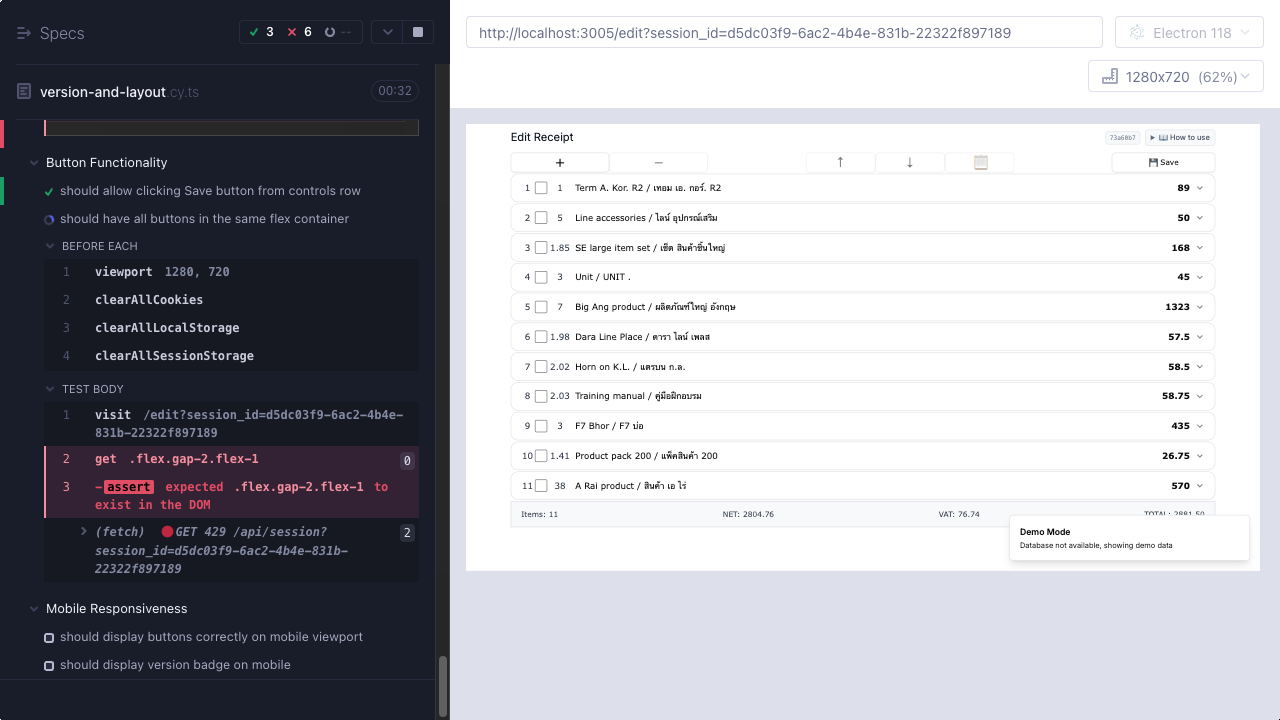 Specs
3
6
--
version-and-layout.cy.ts
00:32
Button Functionality
should allow clicking Save button from controls row
should have all buttons in the same flex container
BEFORE EACH
1 viewport 1280, 720
2 clearAllCookies
3 clearAllLocalStorage
4 clearAllSessionStorage
TEST BODY
1 visit /edit?session_id=d5dc03f9-6ac2-4b4e-
831b-22322f897189
2 get .flex.gap-2.flex-1 0
3 -assert expected .flex.gap-2.flex-1 to
exist in the DOM
(fetch) GET 429 /api/session? 2
session_id=d5dc03f9-6ac2-4b4e-831b-
22322f897189
Mobile Responsiveness
should display buttons correctly on mobile viewport
should display version badge on mobile
http://localhost:3005/edit?session_id=d5dc03f9-6ac2-4b4e-831b-22322f897189
Electron 118
1280x720 (62%)
Edit Receipt
73a60b7
▶ 📖 How to use
+ − ↑ ↓ 📋 💾 Save
1 1 Term A. Kor. R2 / เทอม เอ. กอร์. R2 89
2 5 Line accessories / ไลน์ อุปกรณ์เสริม 50
3 1.85 SE large item set / เซ็ต สินค้าชิ้นใหญ่ 168
4 3 Unit / UNIT . 45
5 7 Big Ang product / ผลิตภัณฑ์ใหญ่ อังกฤษ 1323
6 1.98 Dara Line Place / ดารา ไลน์ เพลส 57.5
7 2.02 Horn on K.L. / แตรบน ก.ล. 58.5
8 2.03 Training manual / คู่มือฝึกอบรม 58.75
9 3 F7 Bhor / F7 บ่อ 435
10 1.41 Product pack 200 / แพ็คสินค้า 200 26.75
11 38 A Rai product / สินค้า เอ ไร่ 570
Items: 11 NET: 2804.76 VAT: 76.74 TOTAL: 2881.50
Demo Mode
Database not available, showing demo data